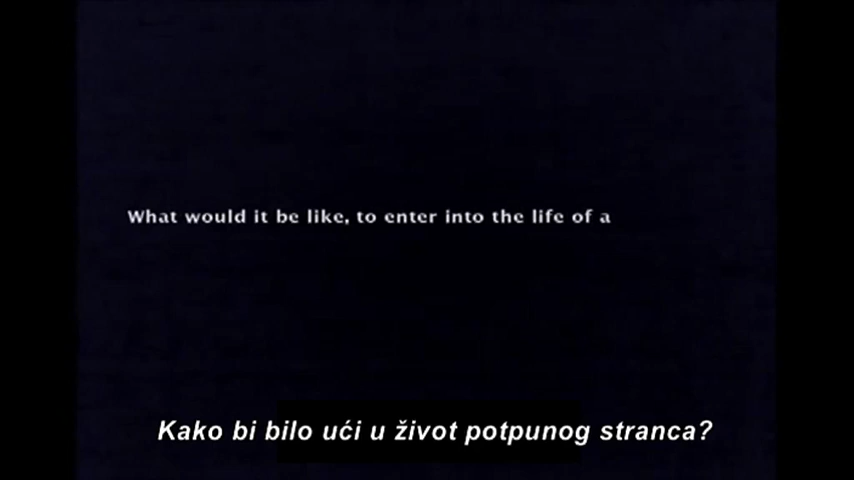 What would it be like, to enter into the life of a
Kako bi bilo ući u život potpunog stranca?